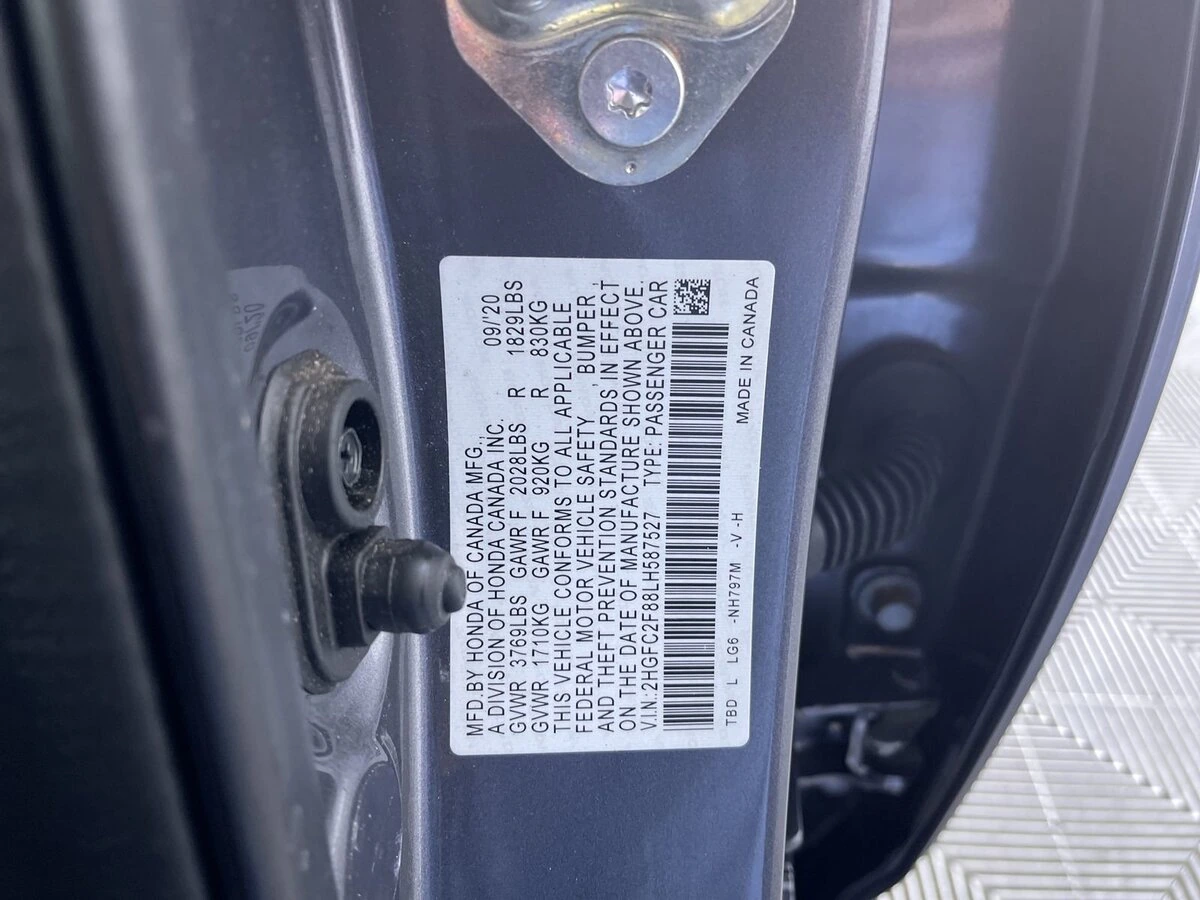 MFD. BY HONDA OF CANADA MFG., 09/'20
A DIVISION OF HONDA CANADA INC.
GVWR 3769LBS GAWR F 2028LBS R 1829LBS
GVWR 1710KG GAWR F 920KG R 830KG
THIS VEHICLE CONFORMS TO ALL APPLICABLE
FEDERAL MOTOR VEHICLE SAFETY, BUMPER,
AND THEFT PREVENTION STANDARDS IN EFFECT
ON THE DATE OF MANUFACTURE SHOWN ABOVE.
V.I.N.:2HGFC2F88LH587527 TYPE: PASSENGER CAR
TBD L LG6 -NH797M -V -H MADE IN CANADA